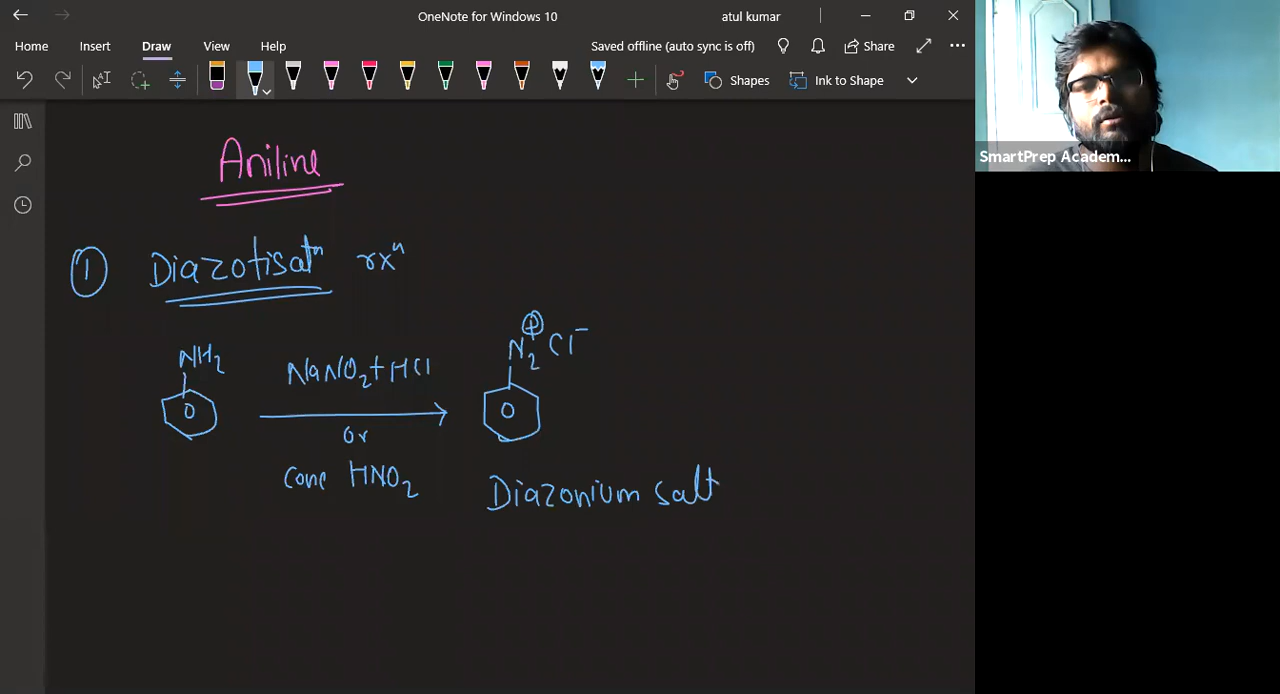 OneNote for Windows 10
atul kumar
Home Insert Draw View Help
Saved offline (auto sync is off)
Share
Shapes
Ink to Shape
SmartPrep Academ...
Aniline
① Diazotisatⁿ rxⁿ
NH₂
NaNO₂+HCl
N₂⊕Cl⁻
Or
Conc HNO₂
Diazonium salt